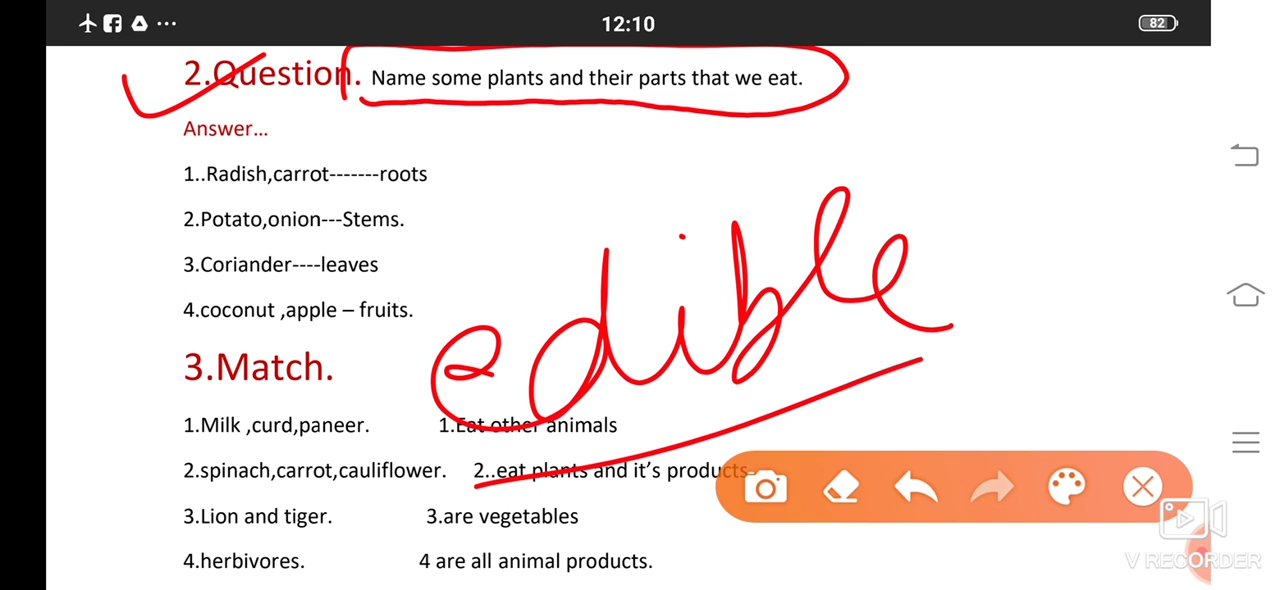 12:10
82
2.Question. Name some plants and their parts that we eat.
Answer...
1..Radish,carrot-------roots
2.Potato,onion---Stems.
3.Coriander----leaves
4.coconut ,apple – fruits.
edible
3.Match.
1.Milk ,curd,paneer. 1.Eat other animals
2.spinach,carrot,cauliflower. 2..eat plants and it's products
3.Lion and tiger. 3.are vegetables
4.herbivores. 4 are all animal products.
V RECORDER